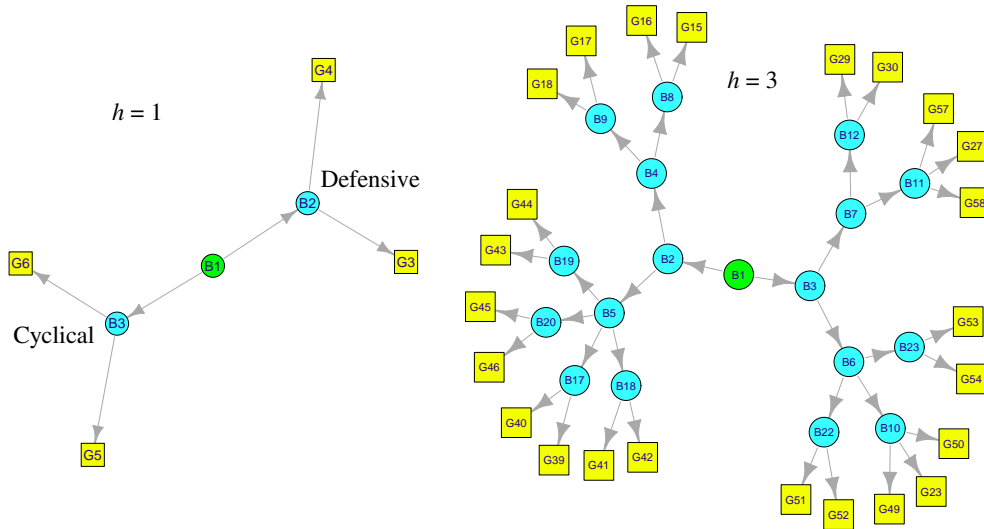 h = 1
G4
Defensive
B2
G3
B1
G6
B3
Cyclical
G5
h = 3
G16
G15
G17
G18
B8
B9
B4
G29
G30
G57
B12
G27
B11
G58
B7
G44
G43
B19
B2
B1
B3
G45
B20
B5
G46
B17
B18
G40
G39
G41
G42
G53
B23
B6
G54
B22
B10
G50
G51
G52
G49
G23